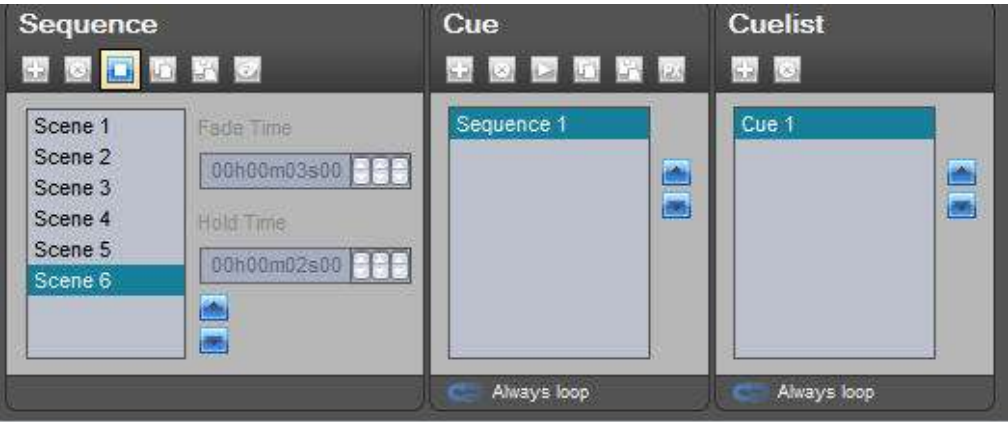 Sequence
Scene 1
Scene 2
Scene 3
Scene 4
Scene 5
Scene 6
Fade Time
00h00m03s00
Hold Time
00h00m02s00
Cue
Sequence 1
Always loop
Cuelist
Cue 1
Always loop